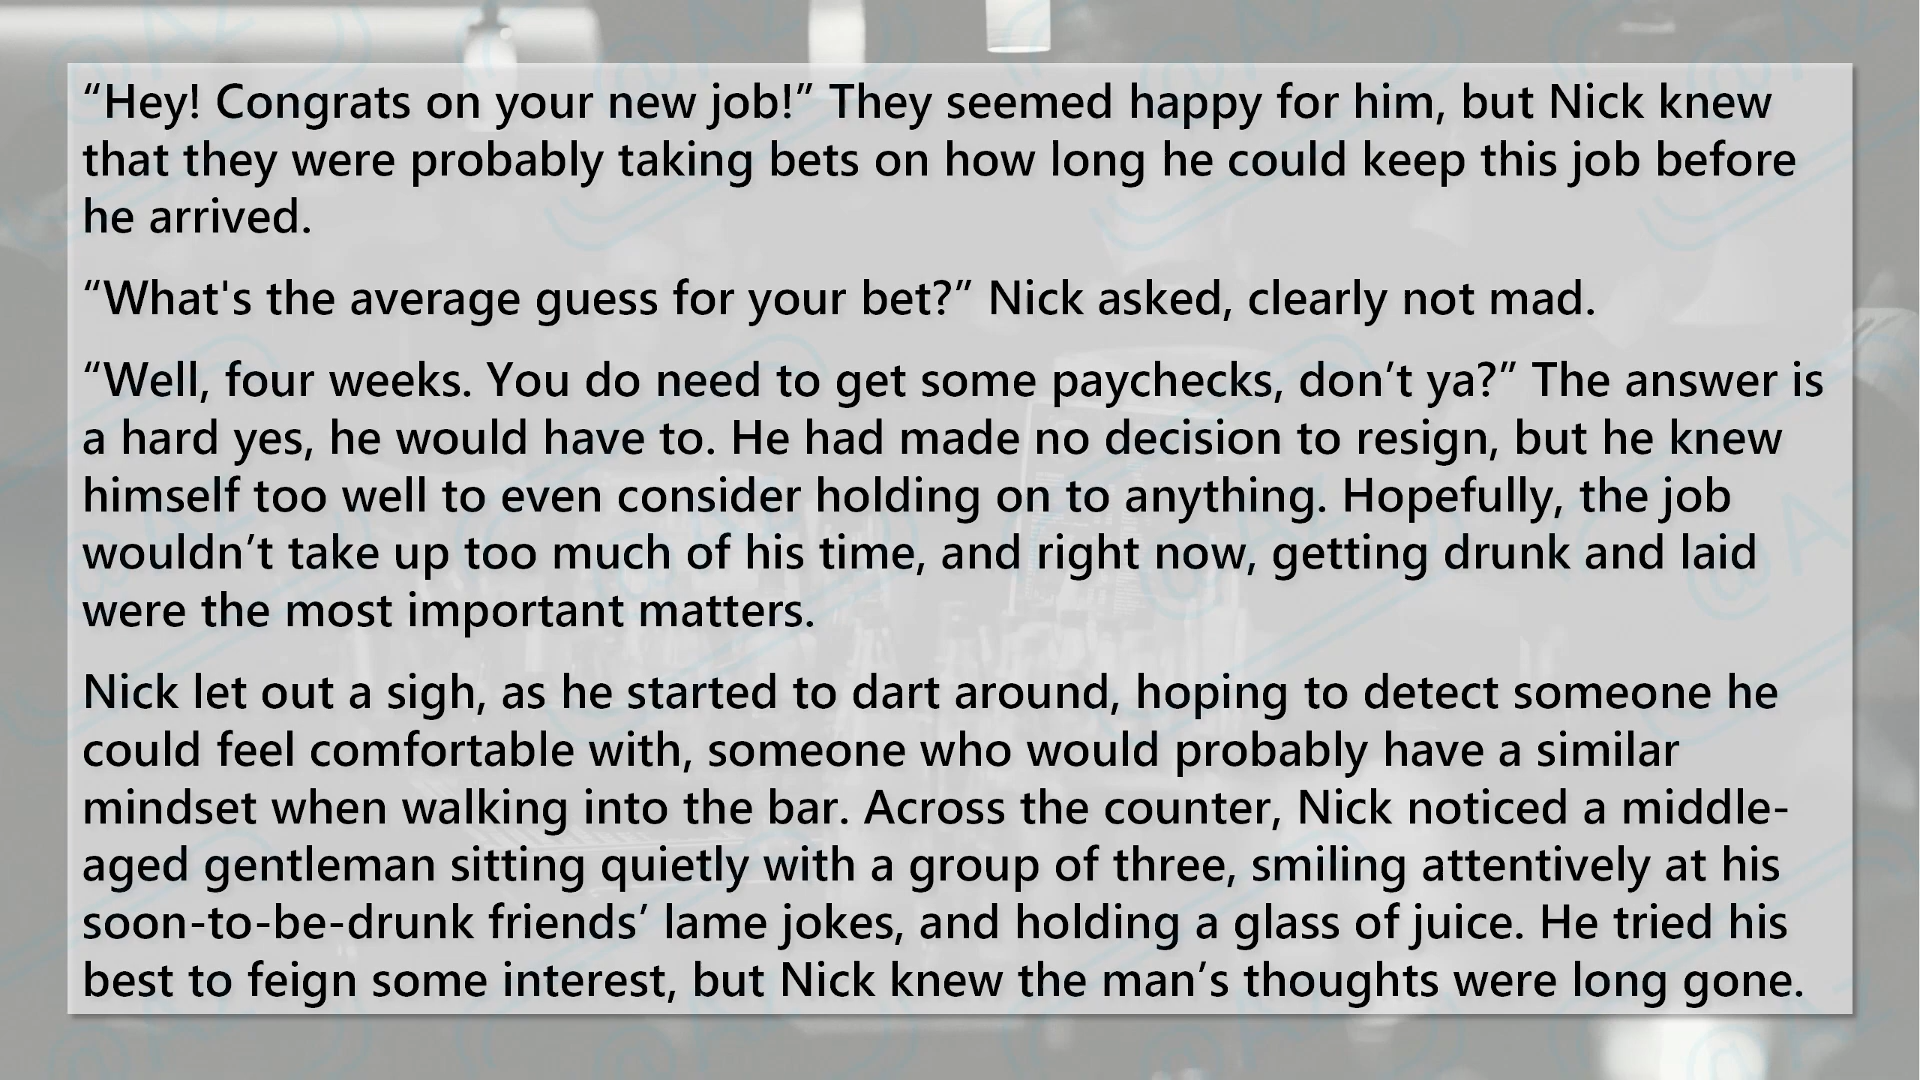 “Hey! Congrats on your new job!” They seemed happy for him, but Nick knew
that they were probably taking bets on how long he could keep this job before
he arrived.
“What's the average guess for your bet?” Nick asked, clearly not mad.
“Well, four weeks. You do need to get some paychecks, don’t ya?” The answer is
a hard yes, he would have to. He had made no decision to resign, but he knew
himself too well to even consider holding on to anything. Hopefully, the job
wouldn’t take up too much of his time, and right now, getting drunk and laid
were the most important matters.
Nick let out a sigh, as he started to dart around, hoping to detect someone he
could feel comfortable with, someone who would probably have a similar
mindset when walking into the bar. Across the counter, Nick noticed a middle-
aged gentleman sitting quietly with a group of three, smiling attentively at his
soon-to-be-drunk friends’ lame jokes, and holding a glass of juice. He tried his
best to feign some interest, but Nick knew the man’s thoughts were long gone.